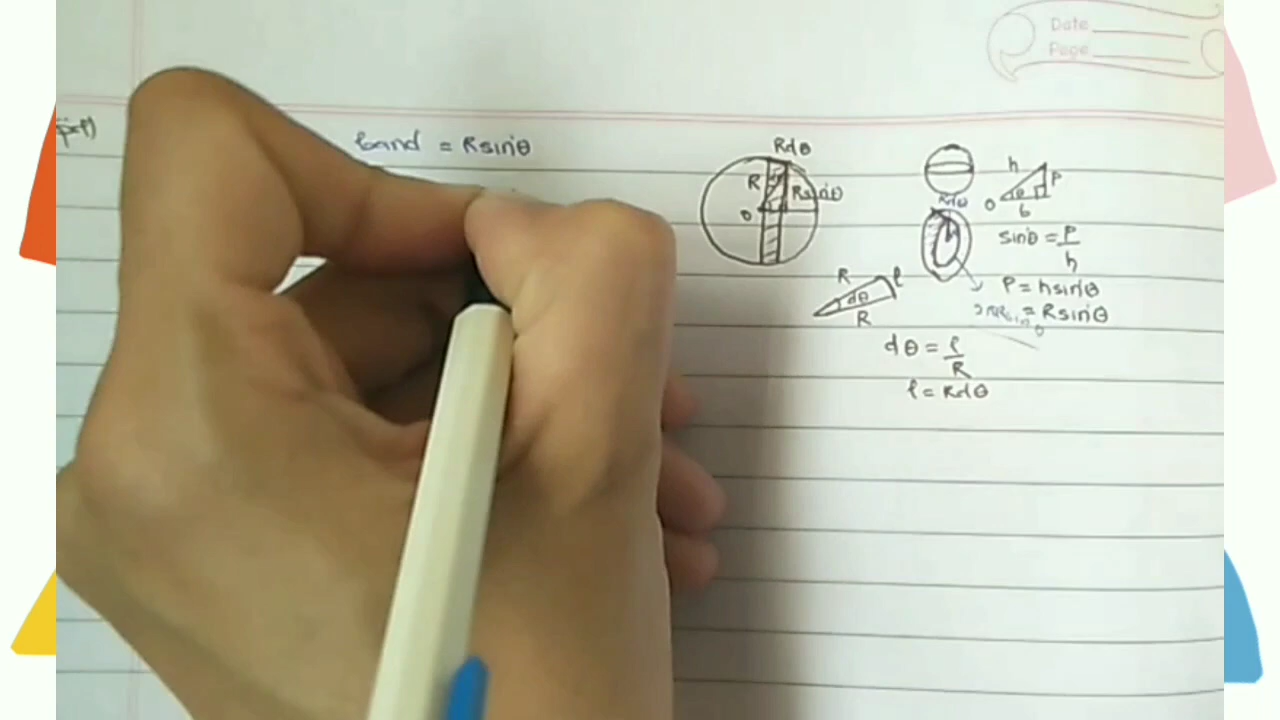 Date
Page
band = Rsinθ
Rdθ
R
Rsinθ
O
h
P
θ
O
b
Rdθ
sinθ = P/h
P = hsinθ
= Rsinθ
R
l
dθ
R
dθ = l/R
l = Rdθ